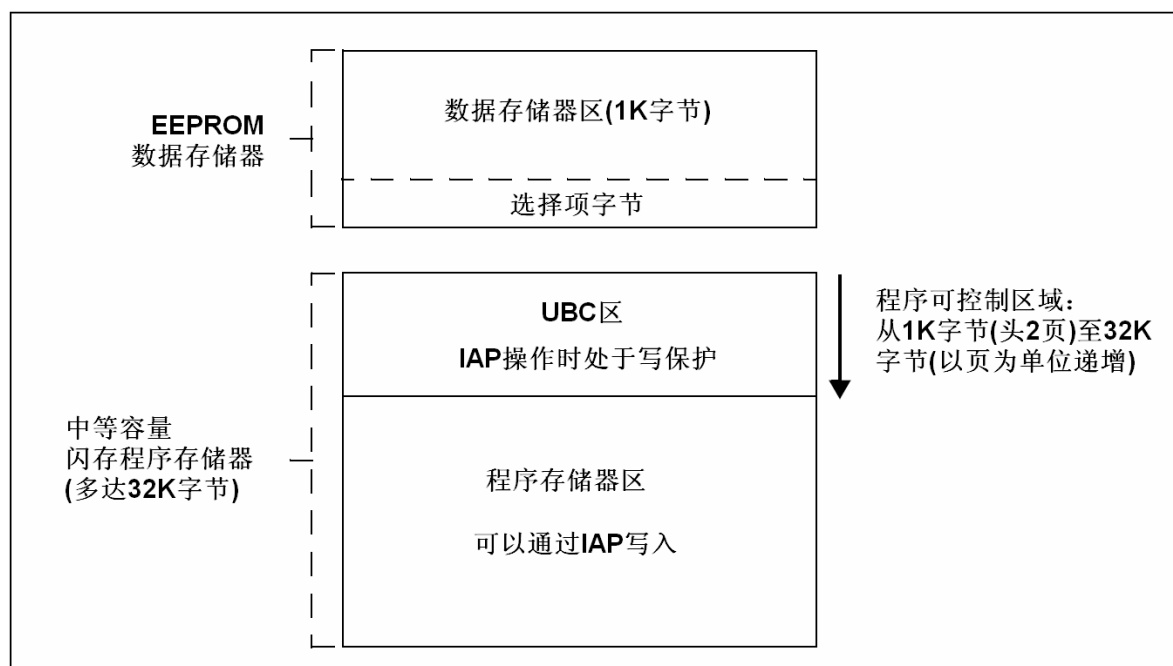 EEPROM
数据存储器
数据存储器区(1K字节)
选择项字节
中等容量
闪存程序存储器
(多达32K字节)
UBC区
IAP操作时处于写保护
程序存储器区
可以通过IAP写入
程序可控制区域：
从1K字节(头2页)至32K
字节(以页为单位递增)